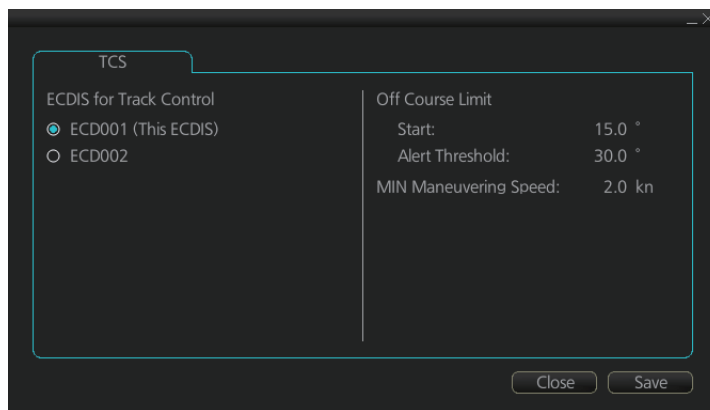 TCS
ECDIS for Track Control
ECD001 (This ECDIS)
ECD002
Off Course Limit
Start: 15.0 °
Alert Threshold: 30.0 °
MIN Maneuvering Speed: 2.0 kn
Close Save